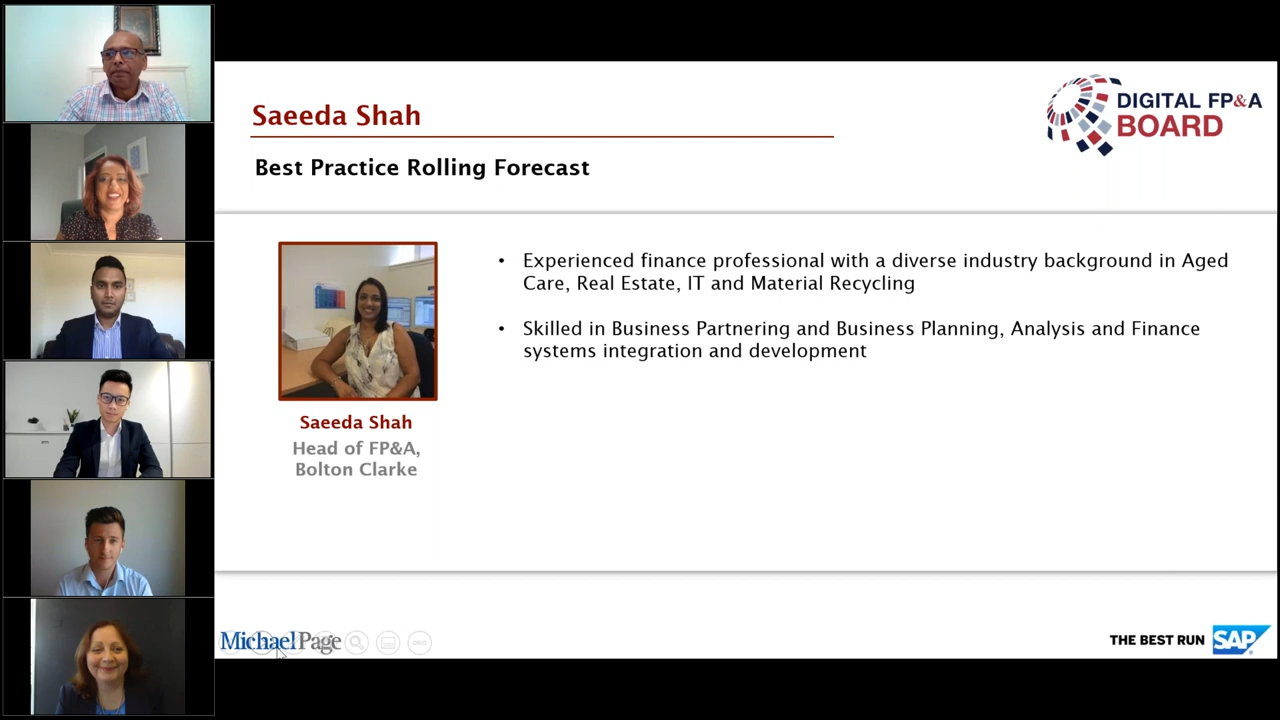 Saeeda Shah
DIGITAL FP&A
BOARD
Best Practice Rolling Forecast
• Experienced finance professional with a diverse industry background in Aged
Care, Real Estate, IT and Material Recycling
• Skilled in Business Partnering and Business Planning, Analysis and Finance
systems integration and development
Saeeda Shah
Head of FP&A,
Bolton Clarke
MichaelPage
THE BEST RUN SAP